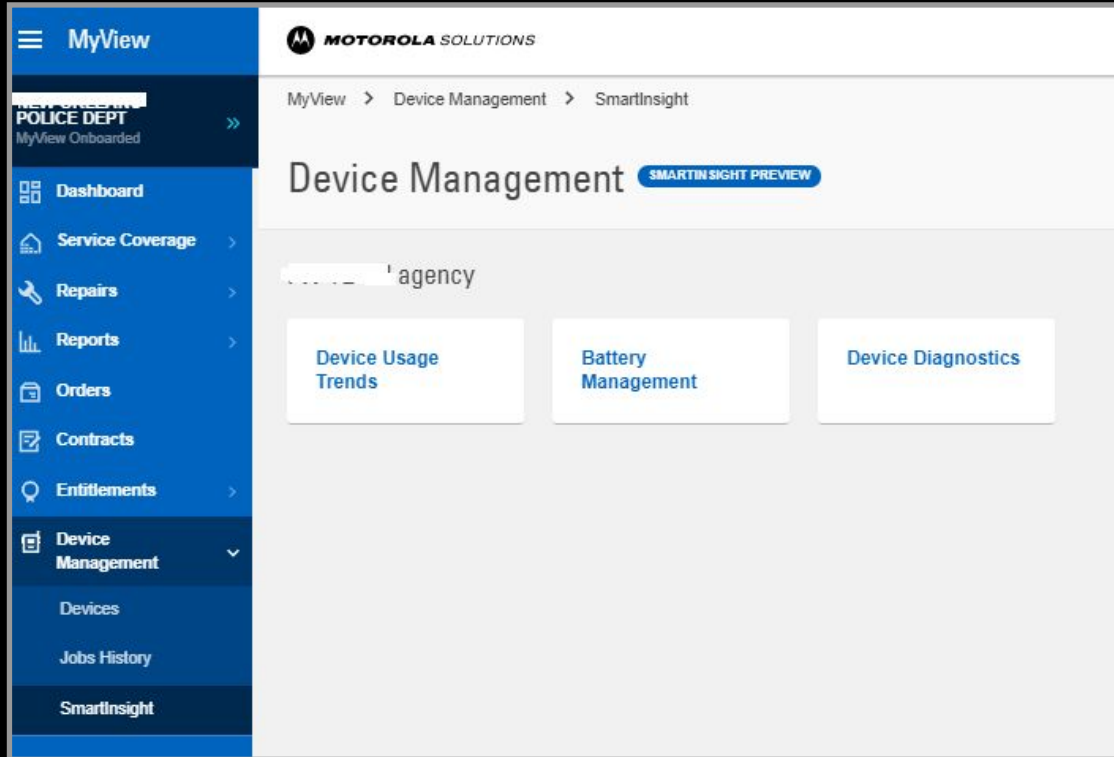 MyView
MOTOROLA SOLUTIONS
POLICE DEPT
MyView Onboarded
MyView > Device Management > SmartInsight
Device Management
SMARTINSIGHT PREVIEW
agency
Dashboard
Service Coverage
Repairs
Reports
Orders
Contracts
Entitlements
Device
Management
Devices
Jobs History
SmartInsight
Device Usage
Trends
Battery
Management
Device Diagnostics